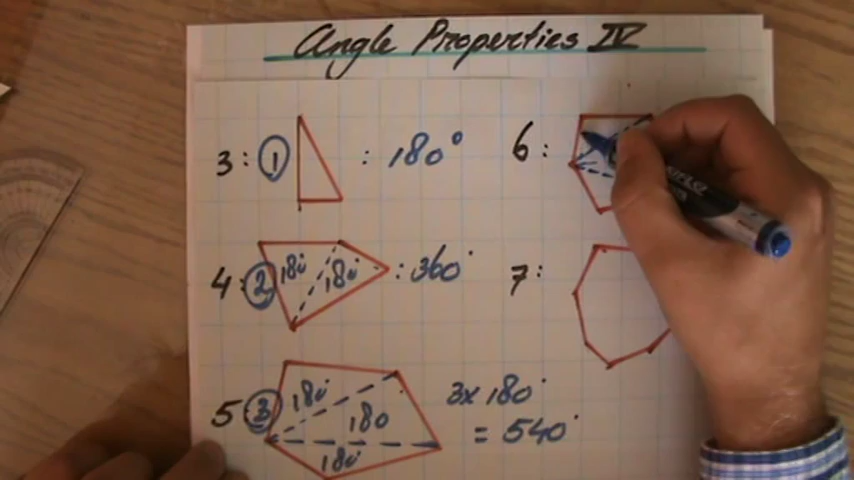 Angle Properties IV
3: 1 : 180°
4: 2 180° 180° : 360°
5 3 180° 180 180°
3x 180°
= 540°
6:
7: